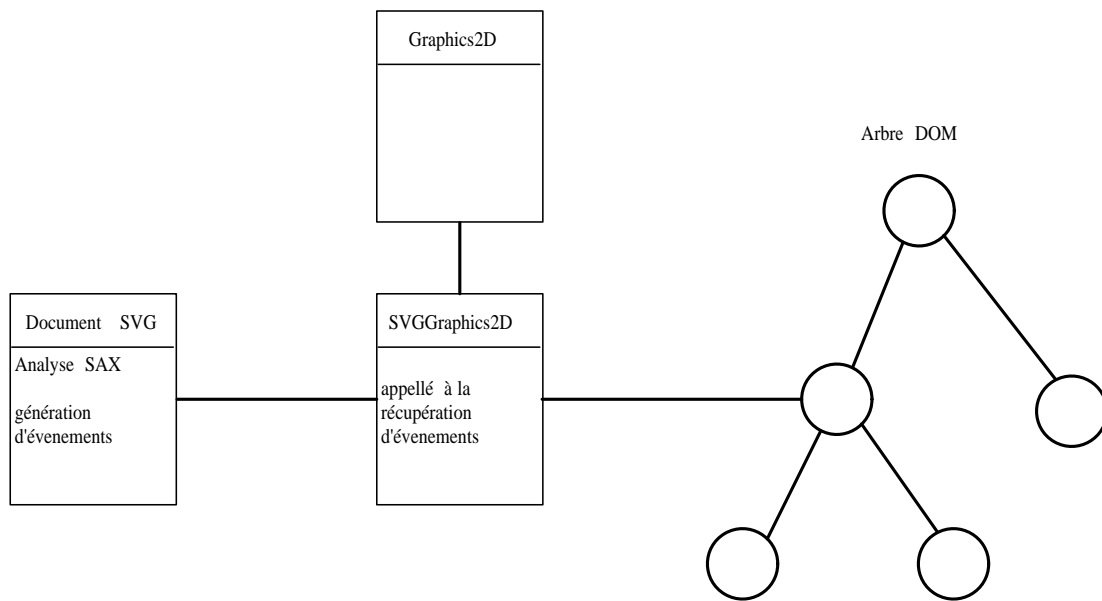 Graphics2D
Arbre DOM
Document SVG
Analyse SAX
génération
d'évenements
SVGGraphics2D
appellé à la
récupération
d'évenements